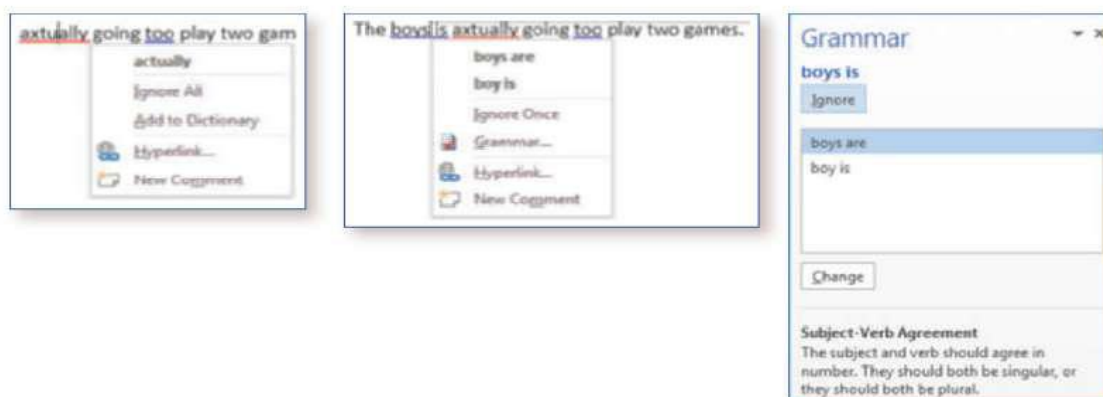 axtually going too play two gam
actually
Ignore All
Add to Dictionary
Hyperlink...
New Comment
The boys is axtually going too play two games.
boys are
boy is
Ignore Once
Grammar...
Hyperlink...
New Comment
Grammar
boys is
Ignore
boys are
boy is
Change
Subject-Verb Agreement
The subject and verb should agree in
number. They should both be singular, or
they should both be plural.